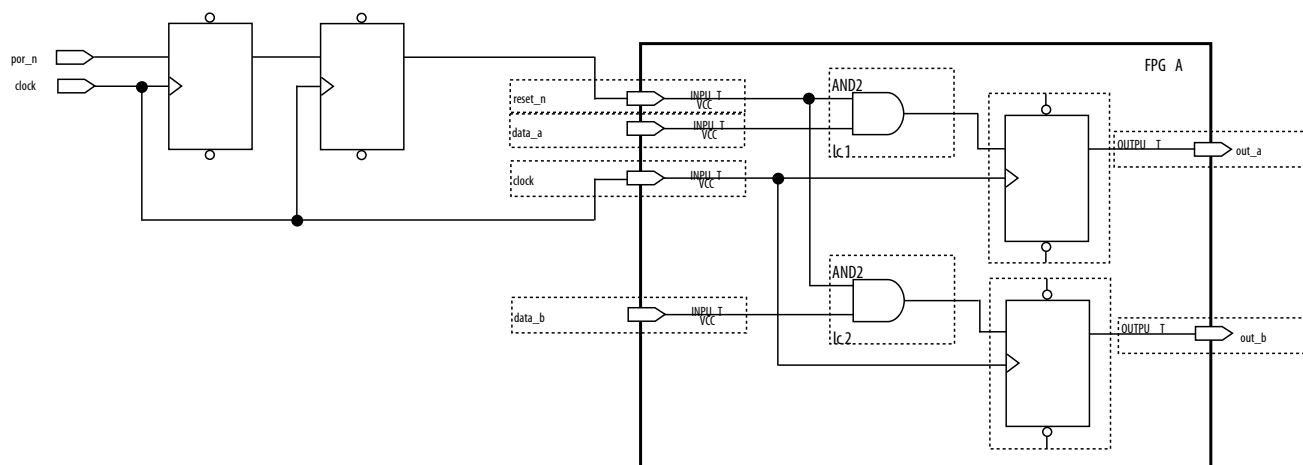 FPG A
por_n
clock
reset_n
INPU T
VCC
AND2
data_a
INPU T
VCC
lc 1
OUTPU T
out_a
clock
INPU T
VCC
AND2
data_b
INPU T
VCC
lc 2
OUTPU T
out_b